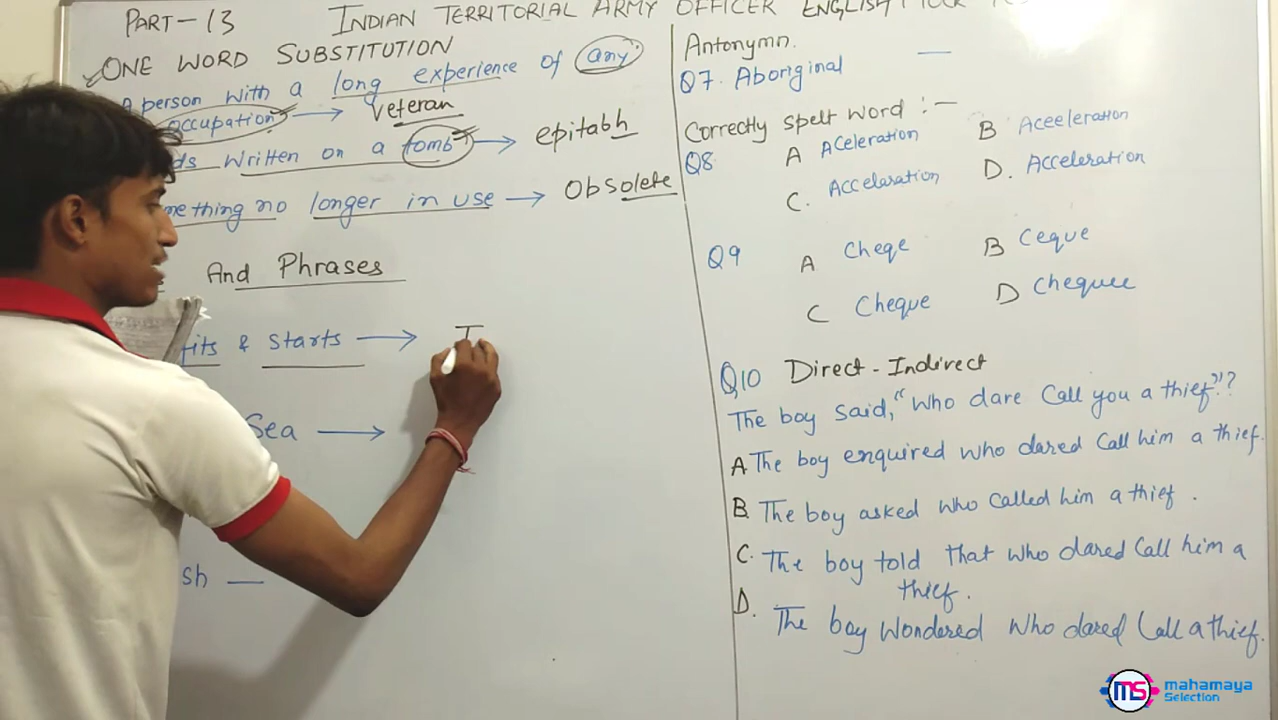 PART-13 INDIAN TERRITORIAL ARMY OFFICER ENGLISH MOCK
ONE WORD SUBSTITUTION
A person with a long experience of any
occupation → Veteran
written on a tomb → epitabh
no longer in use → Obsolete
And Phrases
fits & starts → I
Sea →
sh —
Antonymn.
Q7. Aboriginal —
Correctly spelt word :-
Q8 A Aceleration B Aceeleration
C. Accelaration D. Acceleration
Q9 A Cheqe B Ceque
C Cheque D Chequee
Q10 Direct - Indirect
The boy said, "Who dare Call you a thief"!?
A The boy enquired who dared Call him a thief.
B. The boy asked who Called him a thief.
C. The boy told that who dared Call him a
thief.
D. The boy wondered who dared Call a thief.
MS mahamaya
Selection